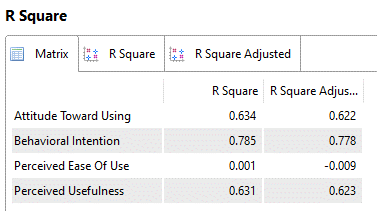 R Square
Matrix R Square R Square Adjusted
R Square R Square Adjus...
Attitude Toward Using 0.634 0.622
Behavioral Intention 0.785 0.778
Perceived Ease Of Use 0.001 -0.009
Perceived Usefulness 0.631 0.623